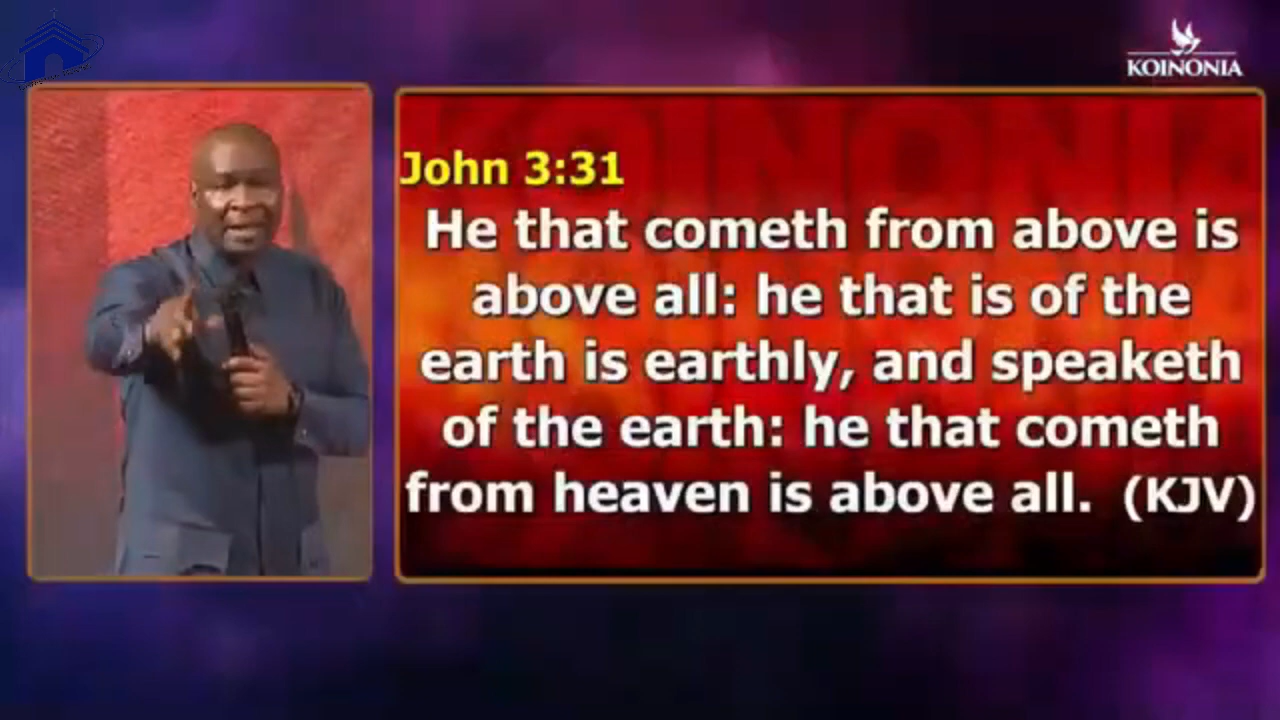 KOINONIA
John 3:31
He that cometh from above is
above all: he that is of the
earth is earthly, and speaketh
of the earth: he that cometh
from heaven is above all. (KJV)